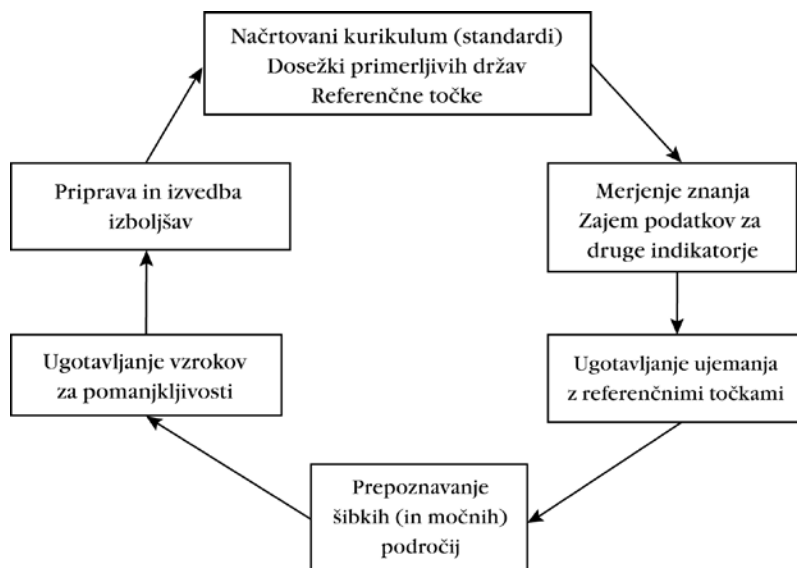 Načrtovani kurikulum (standardi)
Dosežki primerljivih držav
Referenčne točke
Merjenje znanja
Zajem podatkov za
druge indikatorje
Ugotavljanje ujemanja
z referenčnimi točkami
Prepoznavanje
šibkih (in močnih)
področij
Ugotavljanje vzrokov
za pomanjkljivosti
Priprava in izvedba
izboljšav